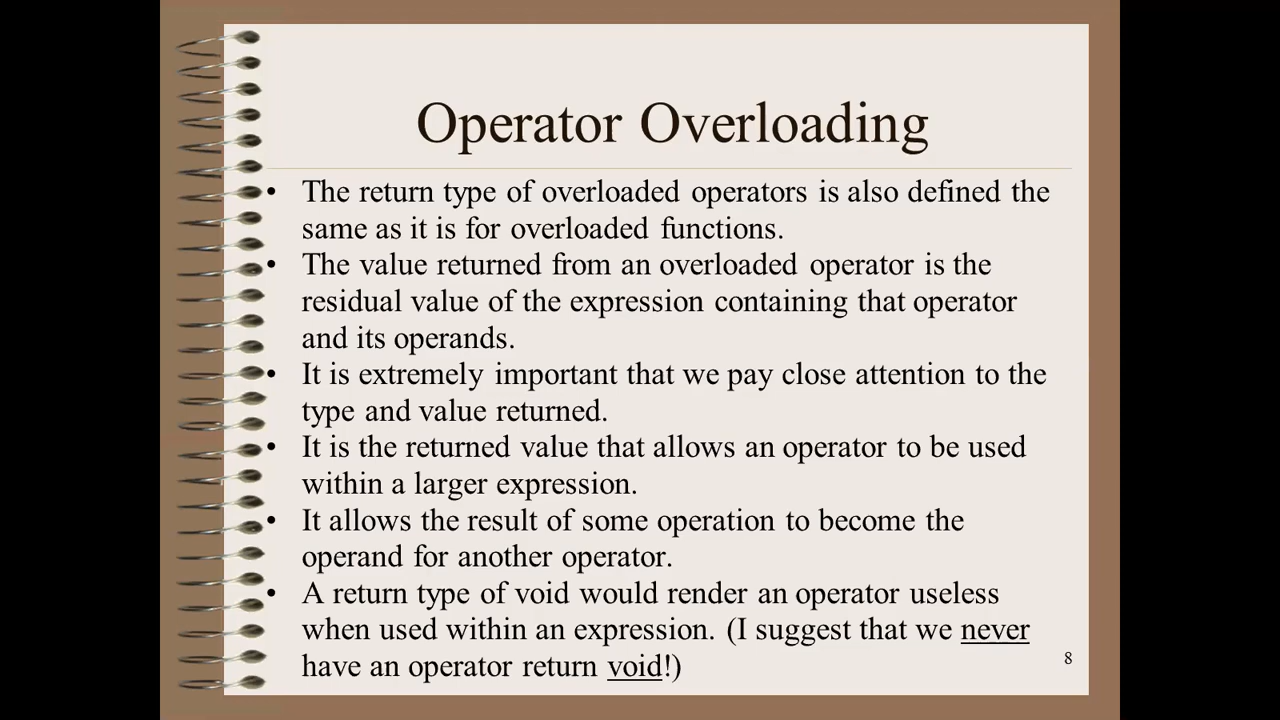 Operator Overloading
• The return type of overloaded operators is also defined the
same as it is for overloaded functions.
• The value returned from an overloaded operator is the
residual value of the expression containing that operator
and its operands.
• It is extremely important that we pay close attention to the
type and value returned.
• It is the returned value that allows an operator to be used
within a larger expression.
• It allows the result of some operation to become the
operand for another operator.
• A return type of void would render an operator useless
when used within an expression. (I suggest that we never
have an operator return void!)
8